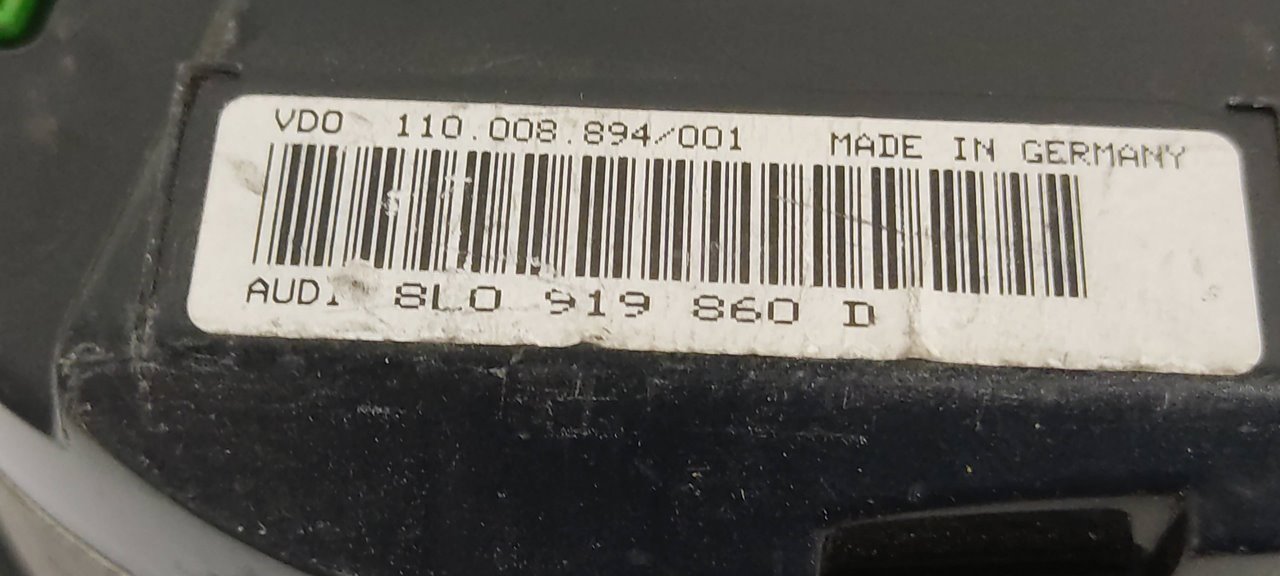 VDO 110.008.894/001 MADE IN GERMANY
AUDI 8L0 919 860 D